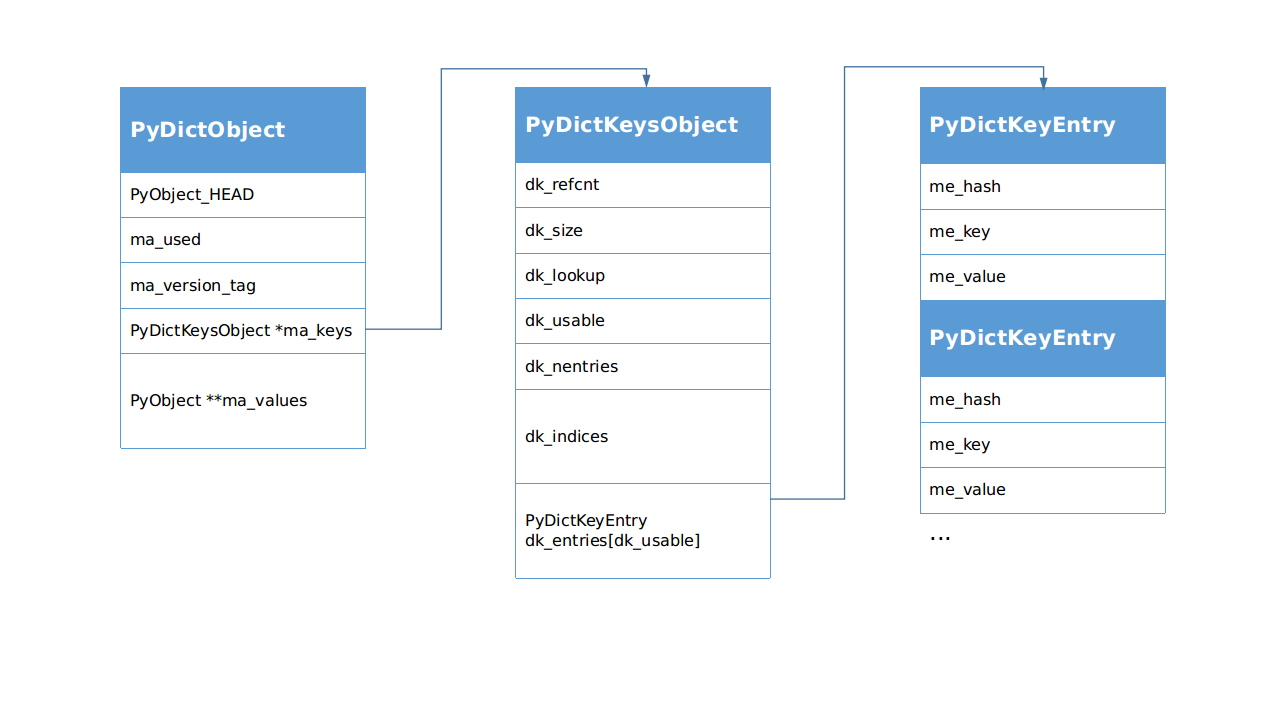 PyDictObject
PyObject_HEAD
ma_used
ma_version_tag
PyDictKeysObject *ma_keys
PyObject **ma_values
PyDictKeysObject
dk_refcnt
dk_size
dk_lookup
dk_usable
dk_nentries
dk_indices
PyDictKeyEntry
dk_entries[dk_usable]
PyDictKeyEntry
me_hash
me_key
me_value
PyDictKeyEntry
me_hash
me_key
me_value
...